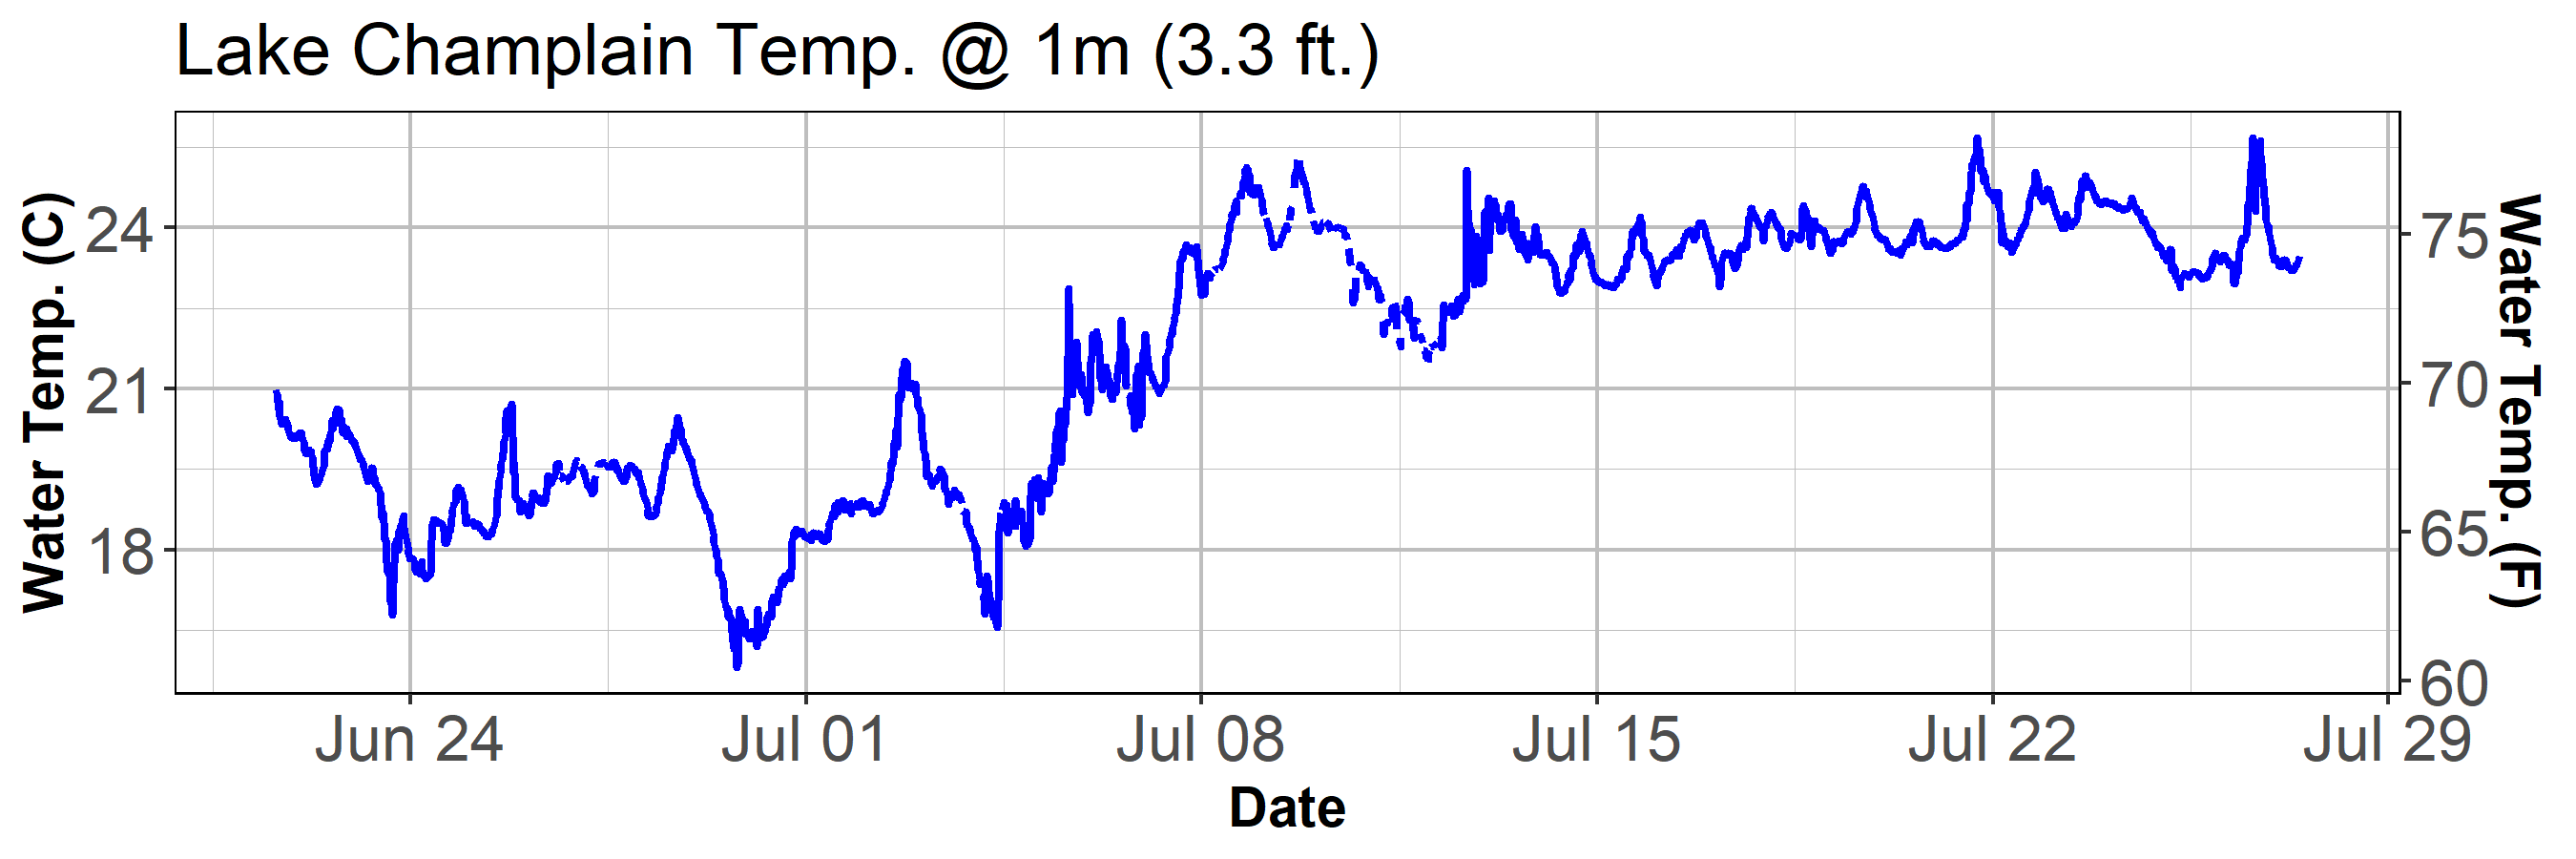 Lake Champlain Temp. @ 1m (3.3 ft.)
Water Temp. (C)
24
21
18
75
70
65
60
Water Temp. (F)
Jun 24 Jul 01 Jul 08 Jul 15 Jul 22 Jul 29
Date